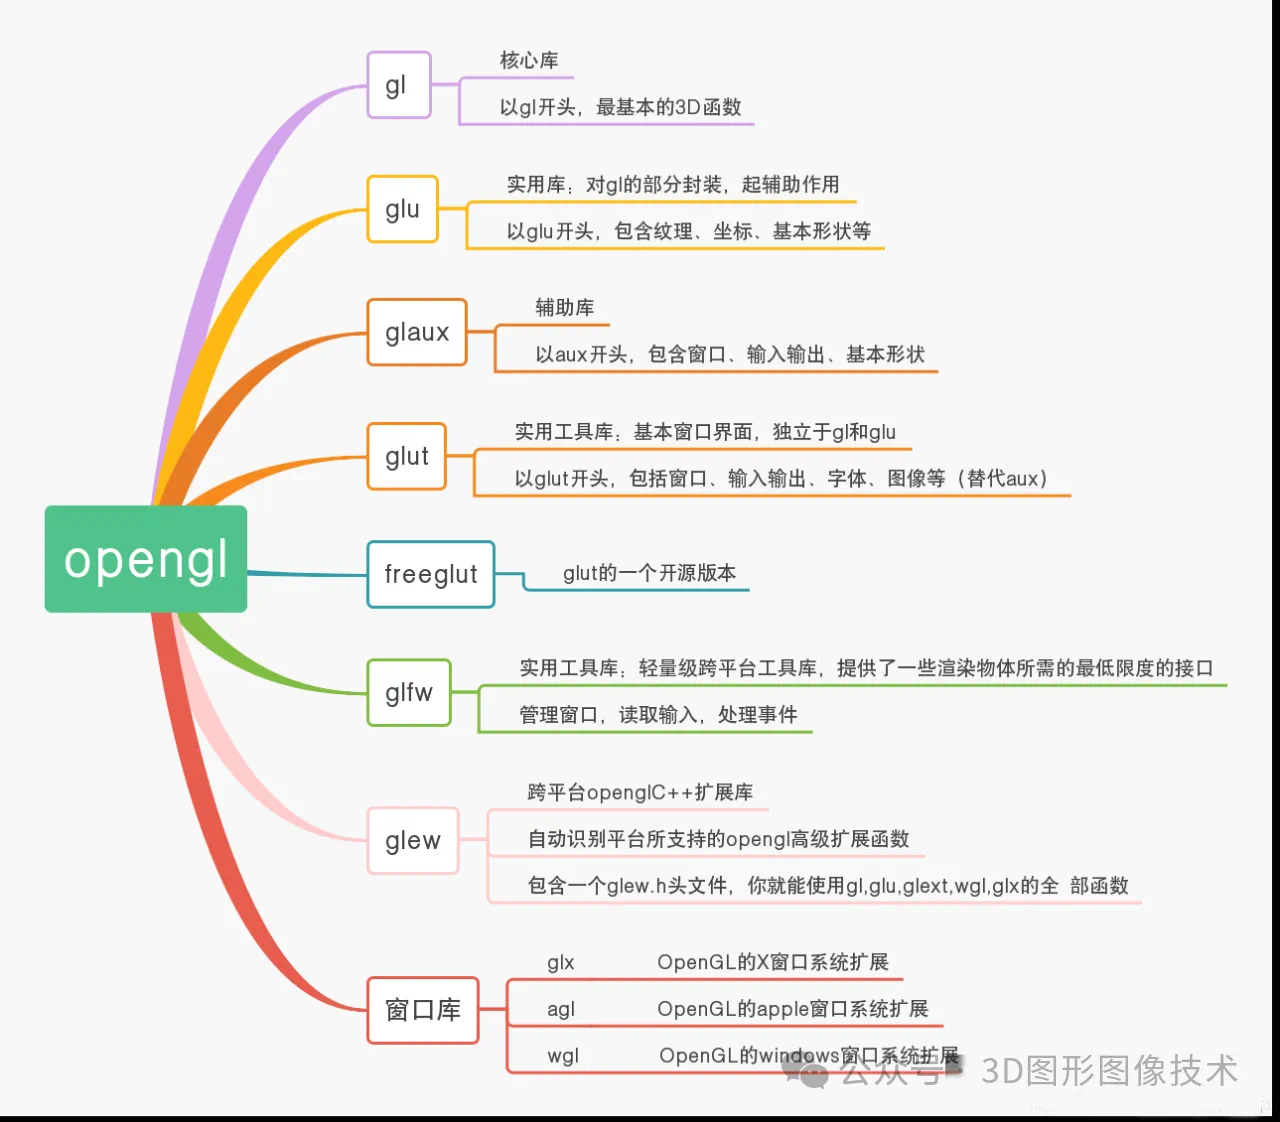 opengl
gl
核心库
以gl开头，最基本的3D函数
glu
实用库：对gl的部分封装，起辅助作用
以glu开头，包含纹理、坐标、基本形状等
glaux
辅助库
以aux开头，包含窗口、输入输出、基本形状
glut
实用工具库：基本窗口界面，独立于gl和glu
以glut开头，包括窗口、输入输出、字体、图像等（替代aux）
freeglut
glut的一个开源版本
glfw
实用工具库：轻量级跨平台工具库，提供了一些渲染物体所需的最低限度的接口
管理窗口，读取输入，处理事件
glew
跨平台openglC++扩展库
自动识别平台所支持的opengl高级扩展函数
包含一个glew.h头文件，你就能使用gl,glu,glext,wgl,glx的全 部函数
窗口库
glx OpenGL的X窗口系统扩展
agl OpenGL的apple窗口系统扩展
wgl OpenGL的windows窗口系统扩展
公众号 3D图形图像技术